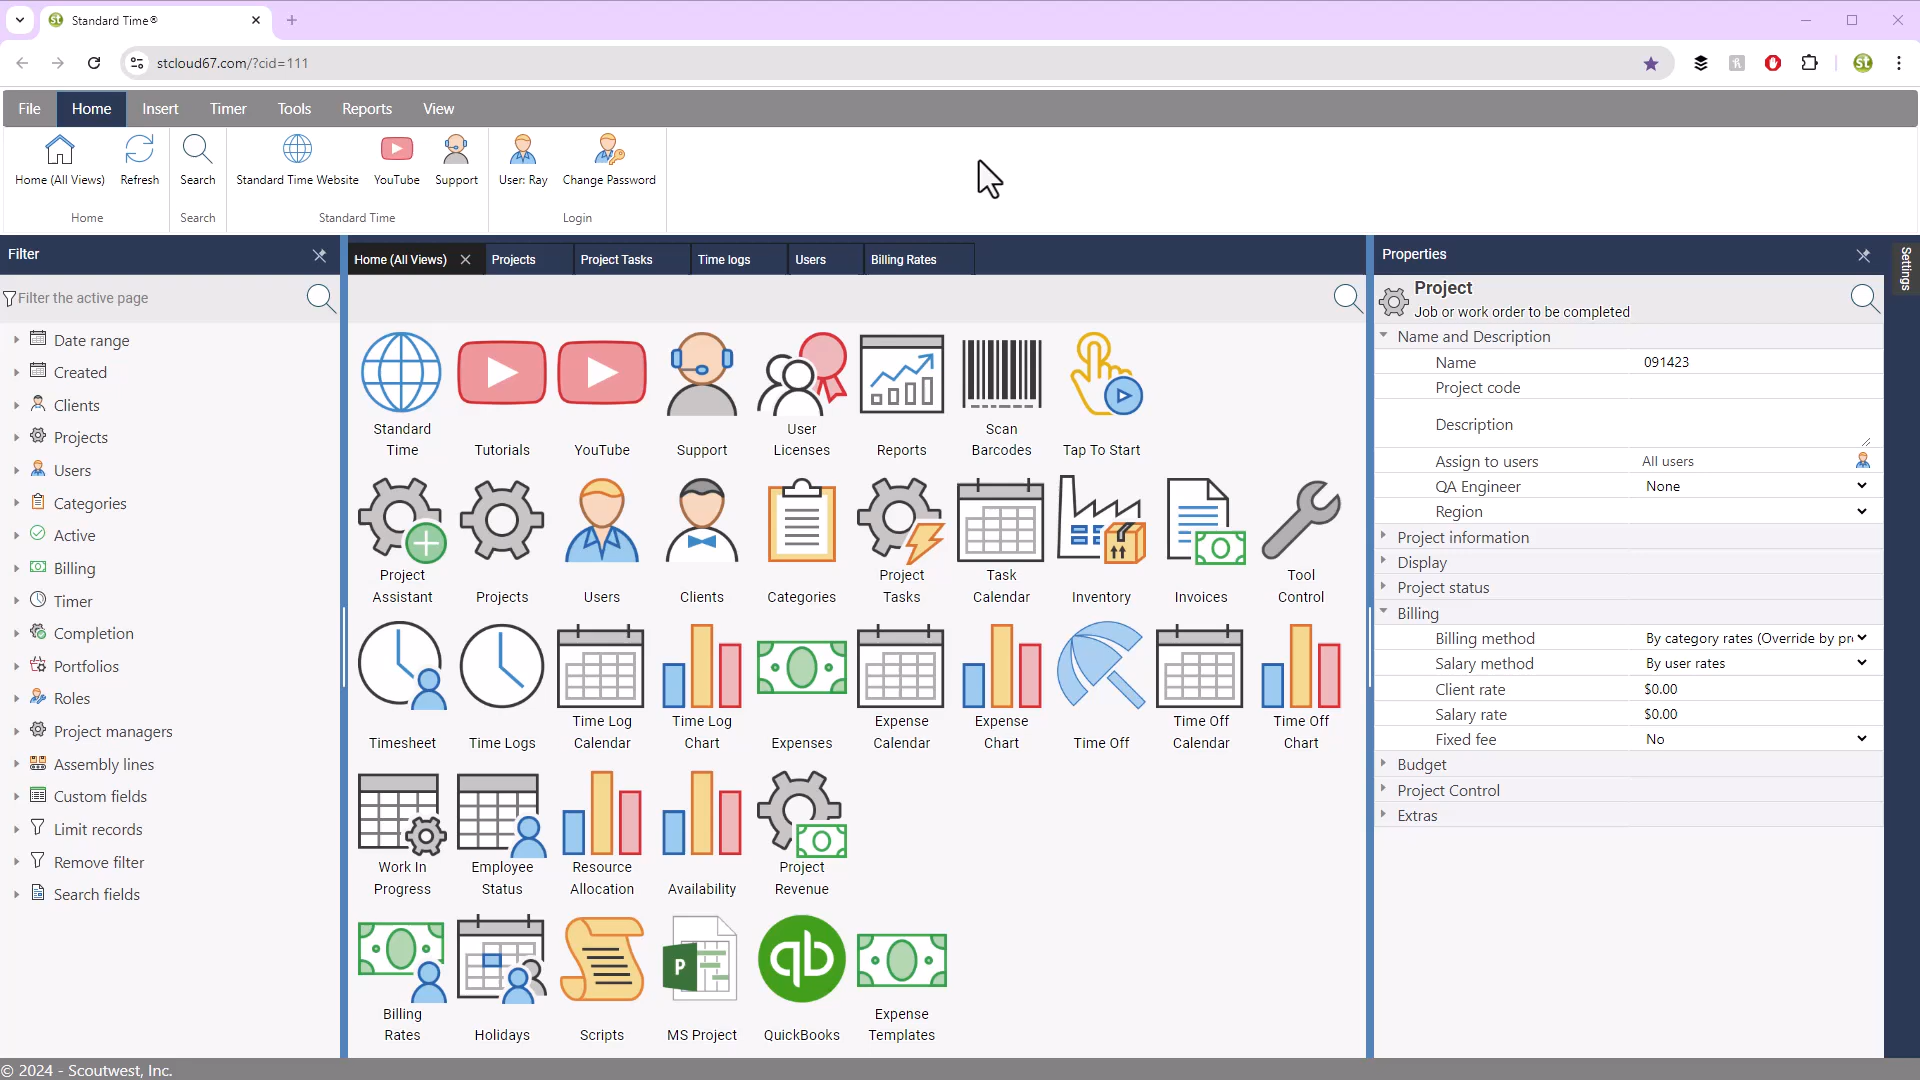 Standard Time®
stcloud67.com/?cid=111
File Home Insert Timer Tools Reports View
Home (All Views) Refresh Search Standard Time Website YouTube Support User: Ray Change Password
Home Search Standard Time Login
Filter
Filter the active page
Date range
Created
Clients
Projects
Users
Categories
Active
Billing
Timer
Completion
Portfolios
Roles
Project managers
Assembly lines
Custom fields
Limit records
Remove filter
Search fields
Home (All Views) Projects Project Tasks Time logs Users Billing Rates
Standard Time
Tutorials
YouTube
Support
User Licenses
Reports
Scan Barcodes
Tap To Start
Project Assistant
Projects
Users
Clients
Categories
Project Tasks
Task Calendar
Inventory
Invoices
Tool Control
Timesheet
Time Logs
Time Log Calendar
Time Log Chart
Expenses
Expense Calendar
Expense Chart
Time Off
Time Off Calendar
Time Off Chart
Work In Progress
Employee Status
Resource Allocation
Availability
Project Revenue
Billing Rates
Holidays
Scripts
MS Project
QuickBooks
Expense Templates
Properties
Settings
Project
Job or work order to be completed
Name and Description
Name 091423
Project code
Description
Assign to users All users
QA Engineer None
Region
Project information
Display
Project status
Billing
Billing method By category rates (Override by pr
Salary method By user rates
Client rate $0.00
Salary rate $0.00
Fixed fee No
Budget
Project Control
Extras
© 2024 - Scoutwest, Inc.